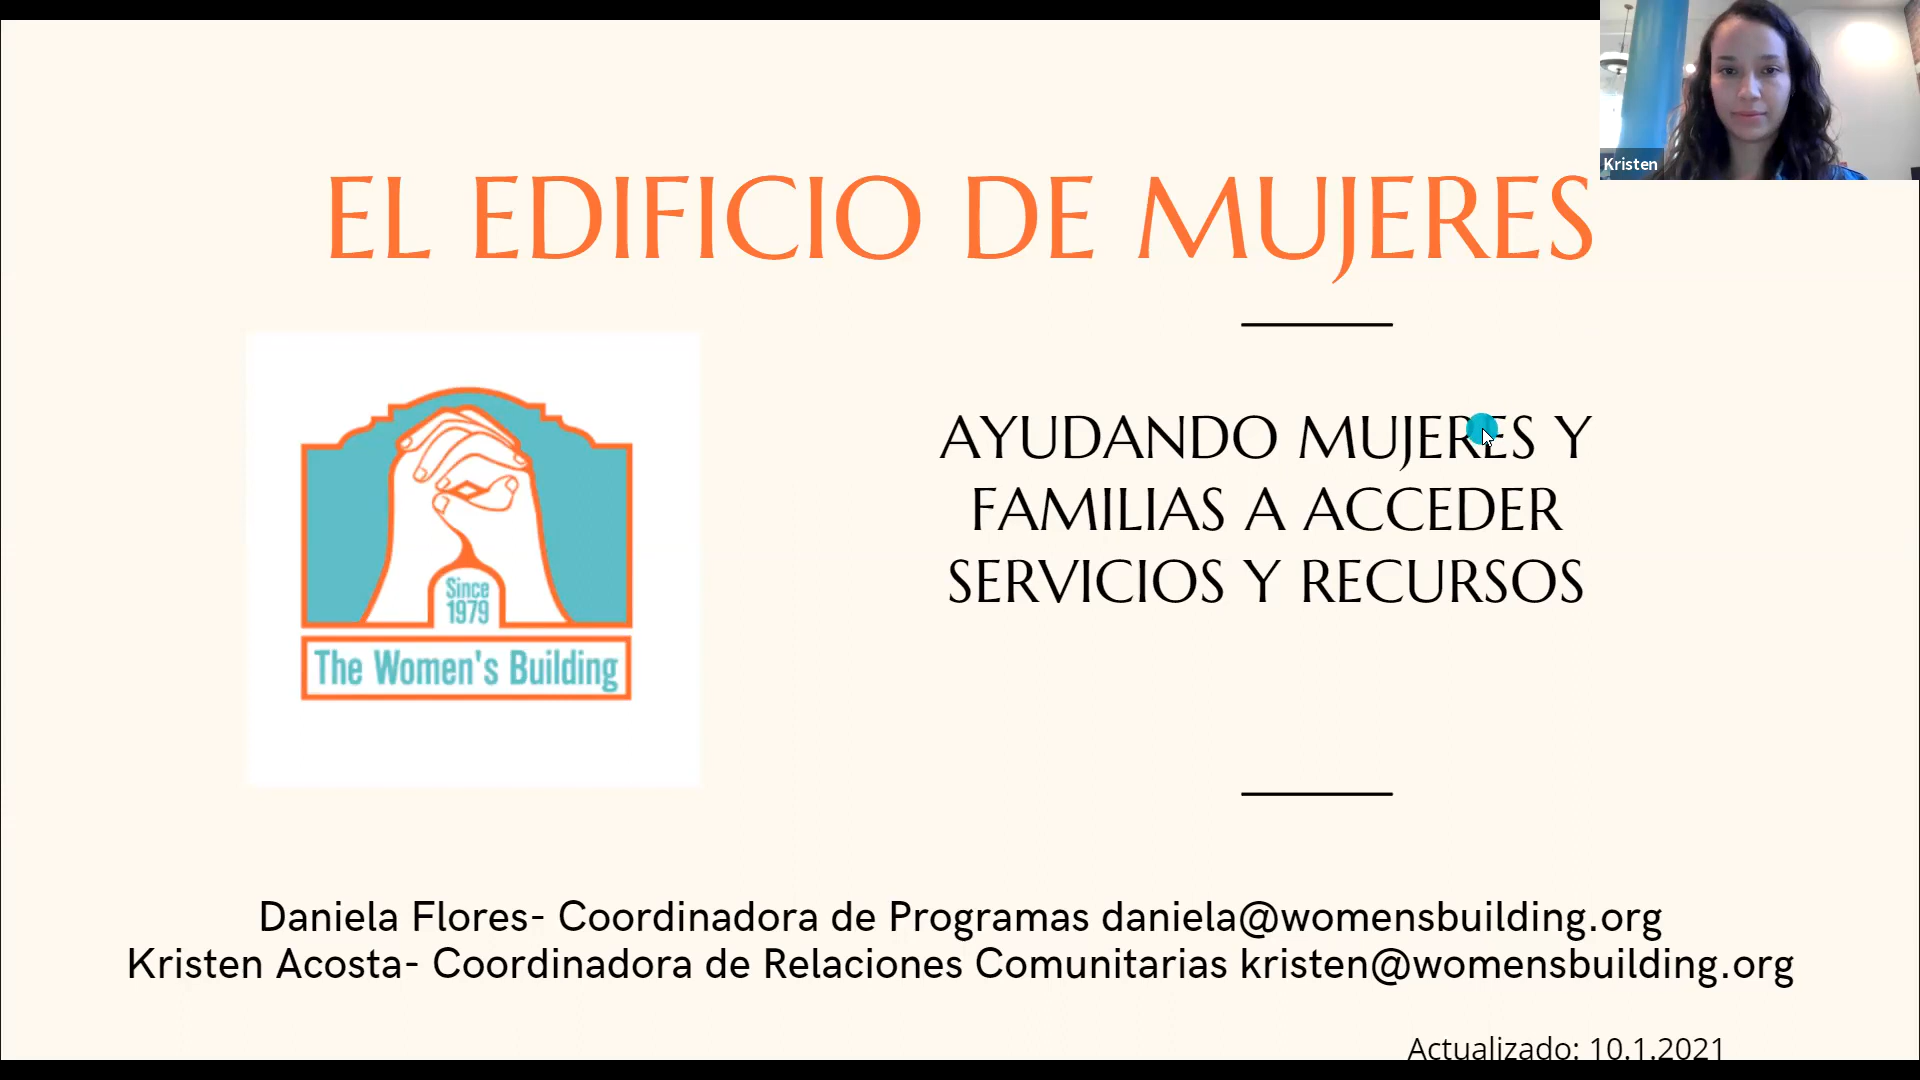 Kristen
EL EDIFICIO DE MUJERES
AYUDANDO MUJERES Y
FAMILIAS A ACCEDER
SERVICIOS Y RECURSOS
Since
1979
The Women's Building
Daniela Flores- Coordinadora de Programas daniela@womensbuilding.org
Kristen Acosta- Coordinadora de Relaciones Comunitarias kristen@womensbuilding.org
Actualizado: 10.1.2021